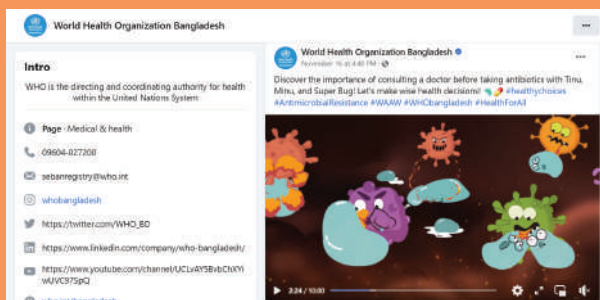 World Health Organization Bangladesh
Intro
WHO is the directing and coordinating authority for health
within the United Nations System
Page · Medical & health
09604-027208
sebanregistry@who.int
whobangladesh
https://twitter.com/WHO_BD
https://www.linkedin.com/company/who-bangladesh/
https://www.youtube.com/channel/
World Health Organization Bangladesh
November 16 at 4:40 PM ·
Discover the importance of consulting a doctor before taking antibiotics with Tinu,
Minu, and Super Bug! Let's make wise health decisions! #healthychoices
#AntimicrobialResistance #WAAW #WHObangladesh #HealthForAll
2:24 / 10:00